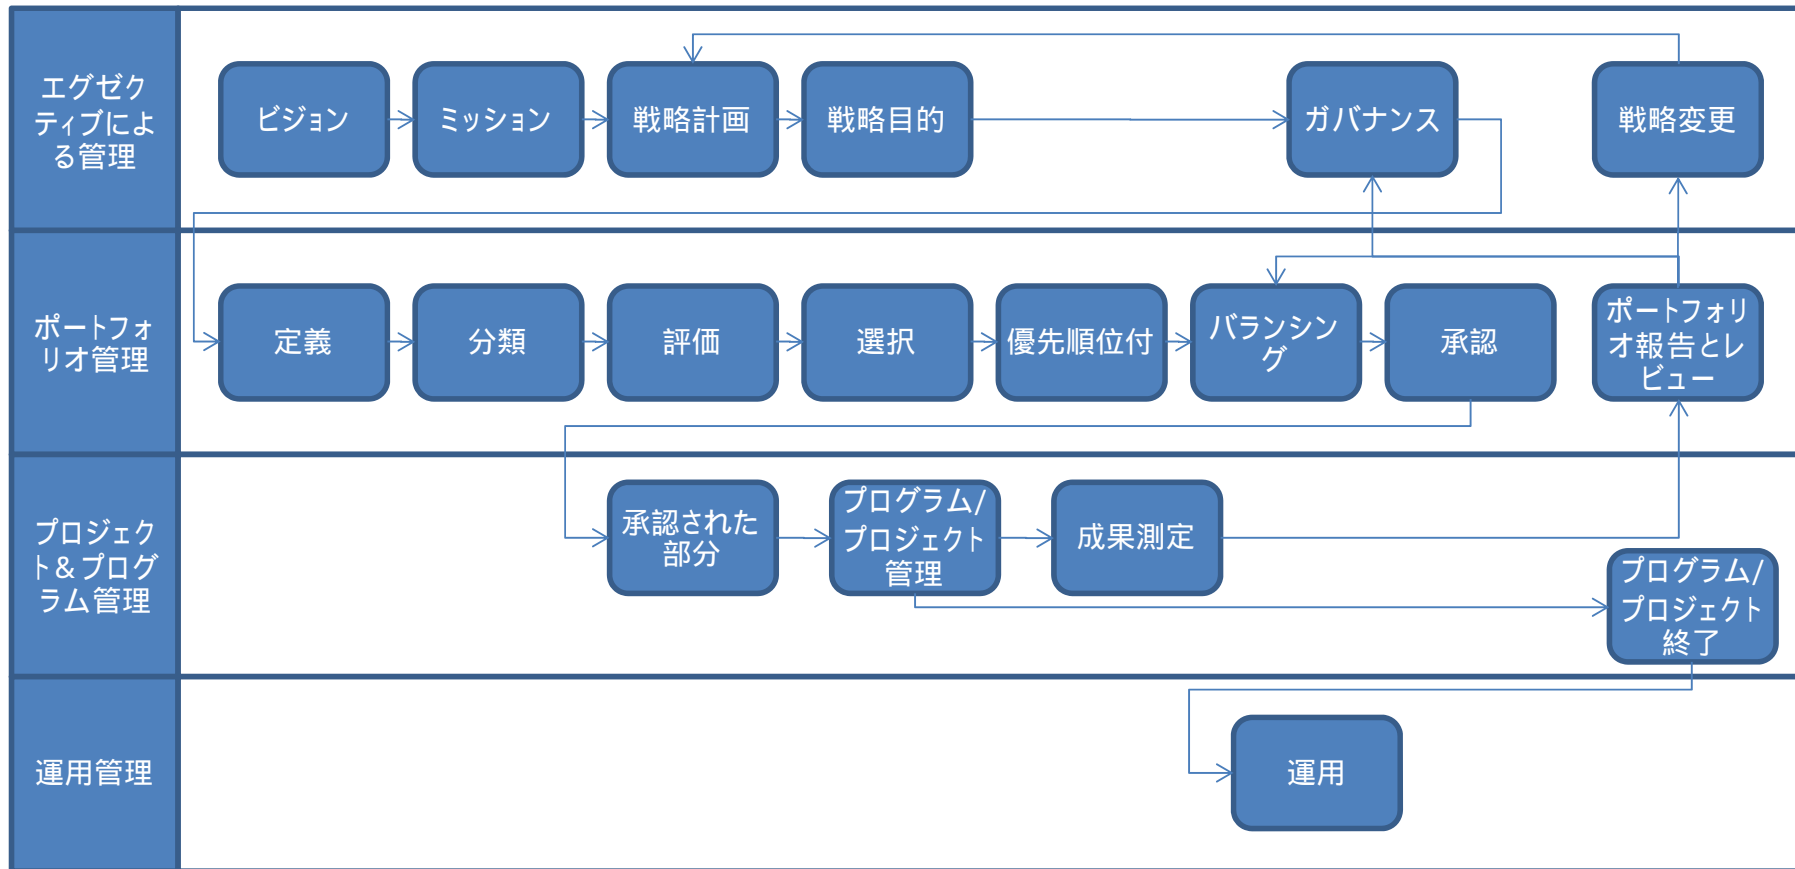 エグゼク
ティブによ
る管理
ビジョン
ミッション
戦略計画
戦略目的
ガバナンス
戦略変更
ポートフォ
リオ管理
定義
分類
評価
選択
優先順位付
バランシン
グ
承認
ポートフォリ
オ報告とレ
ビュー
プロジェク
ト&プログ
ラム管理
承認された
部分
プログラム/
プロジェクト
管理
成果測定
プログラム/
プロジェクト
終了
運用管理
運用